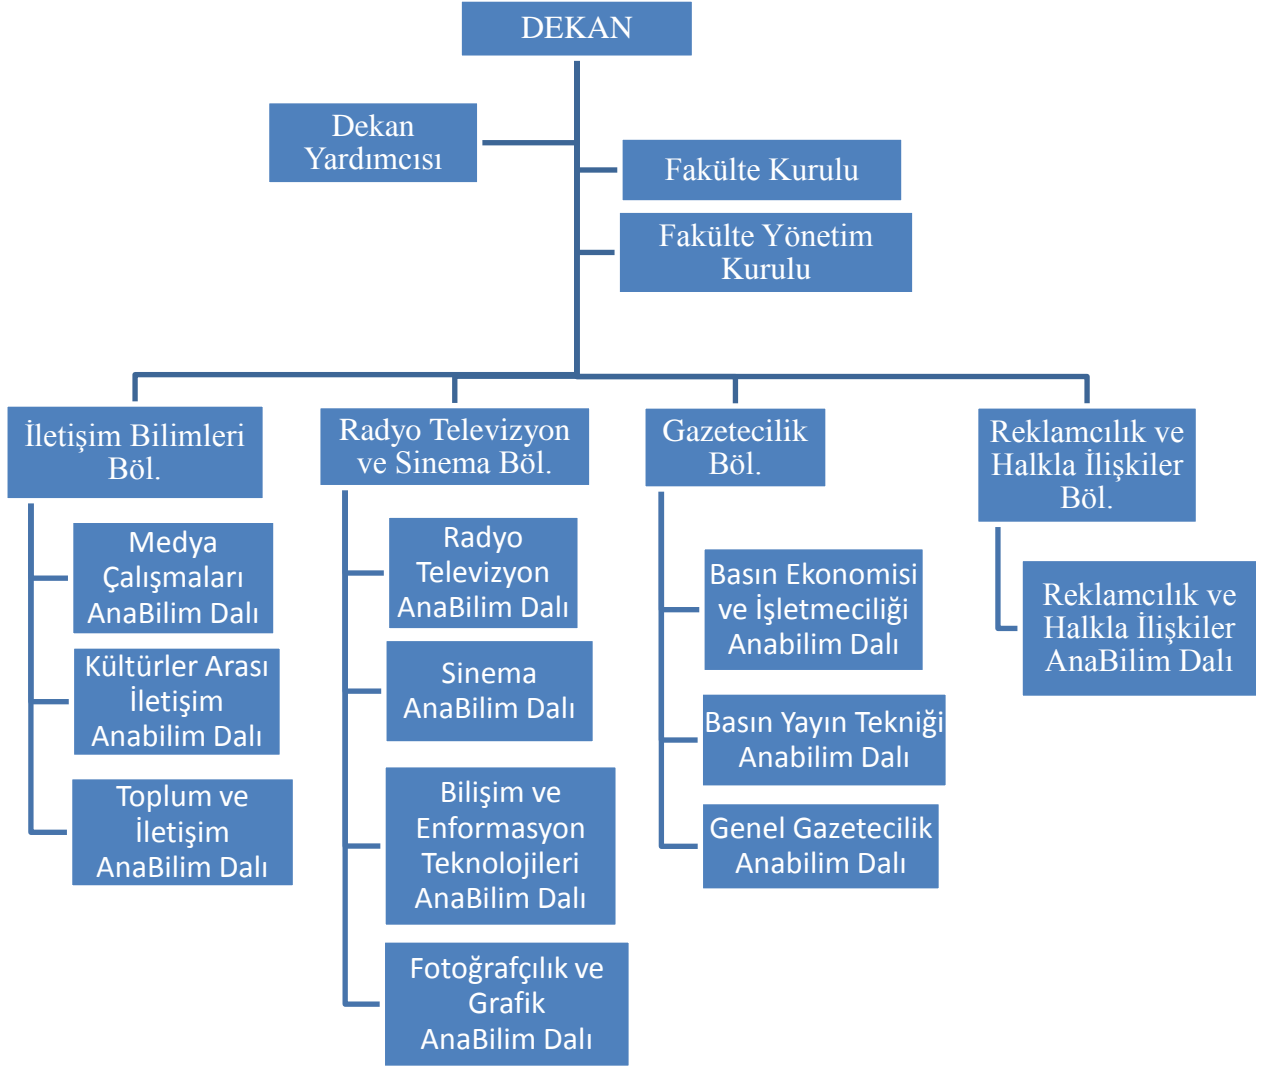 DEKAN
Dekan
Yardımcısı
Fakülte Kurulu
Fakülte Yönetim
Kurulu
İletişim Bilimleri
Böl.
Medya
Çalışmaları
AnaBilim Dalı
Kültürler Arası
İletişim
Anabilim Dalı
Toplum ve
İletişim
AnaBilim Dalı
Radyo Televizyon
ve Sinema Böl.
Radyo
Televizyon
AnaBilim Dalı
Sinema
AnaBilim Dalı
Bilişim ve
Enformasyon
Teknolojileri
AnaBilim Dalı
Fotoğrafçılık ve
Grafik
AnaBilim Dalı
Gazetecilik
Böl.
Basın Ekonomisi
ve İşletmeciliği
Anabilim Dalı
Basın Yayın Tekniği
Anabilim Dalı
Genel Gazetecilik
Anabilim Dalı
Reklamcılık ve
Halkla İlişkiler
Böl.
Reklamcılık ve
Halkla İlişkiler
AnaBilim Dalı